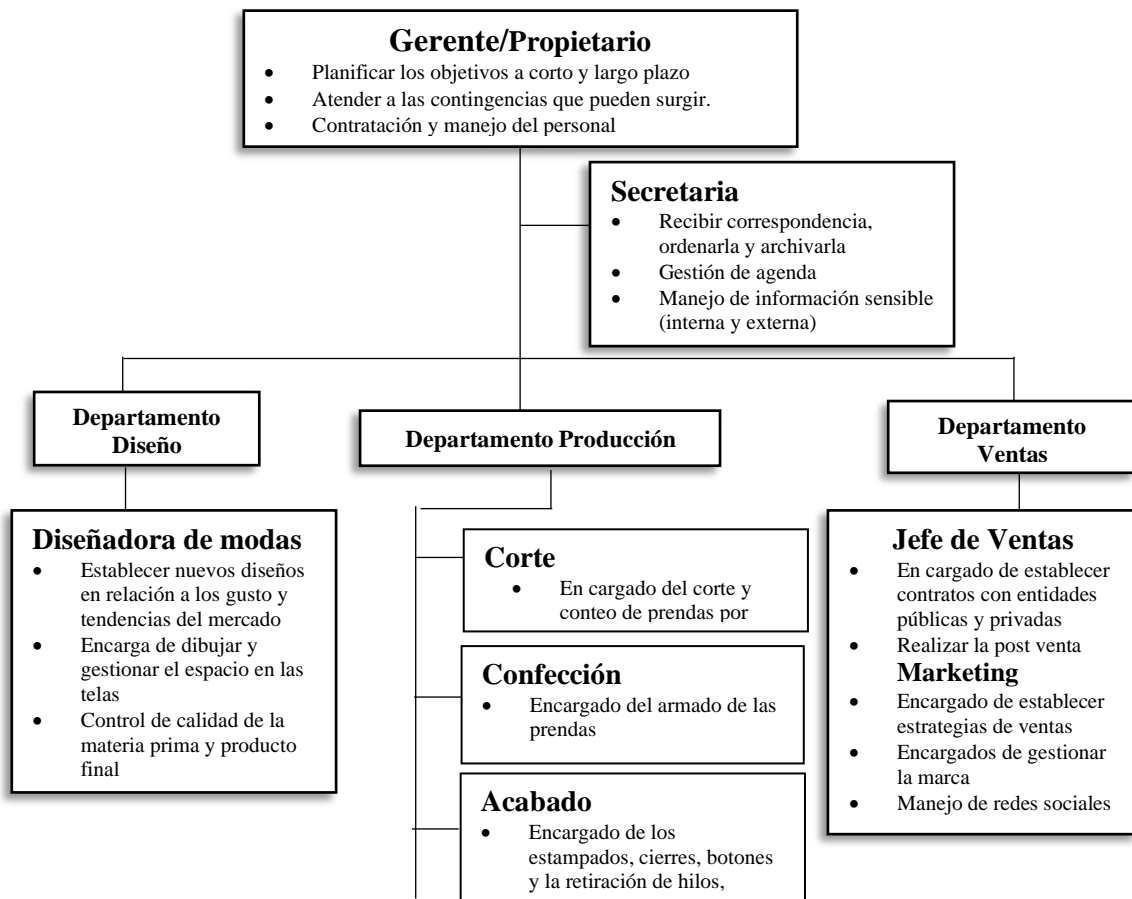 Gerente/Propietario
• Planificar los objetivos a corto y largo plazo
• Atender a las contingencias que pueden surgir.
• Contratación y manejo del personal
Secretaria
• Recibir correspondencia,
ordenarla y archivarla
• Gestión de agenda
• Manejo de información sensible
(interna y externa)
Departamento
Diseño
Departamento Producción
Departamento
Ventas
Diseñadora de modas
• Establecer nuevos diseños
en relación a los gusto y
tendencias del mercado
• Encarga de dibujar y
gestionar el espacio en las
telas
• Control de calidad de la
materia prima y producto
final
Corte
• En cargado del corte y
conteo de prendas por
Confección
• Encargado del armado de las
prendas
Acabado
• Encargado de los
estampados, cierres, botones
y la retiración de hilos,
Jefe de Ventas
• En cargado de establecer
contratos con entidades
públicas y privadas
• Realizar la post venta
Marketing
• Encargado de establecer
estrategias de ventas
• Encargados de gestionar
la marca
• Manejo de redes sociales